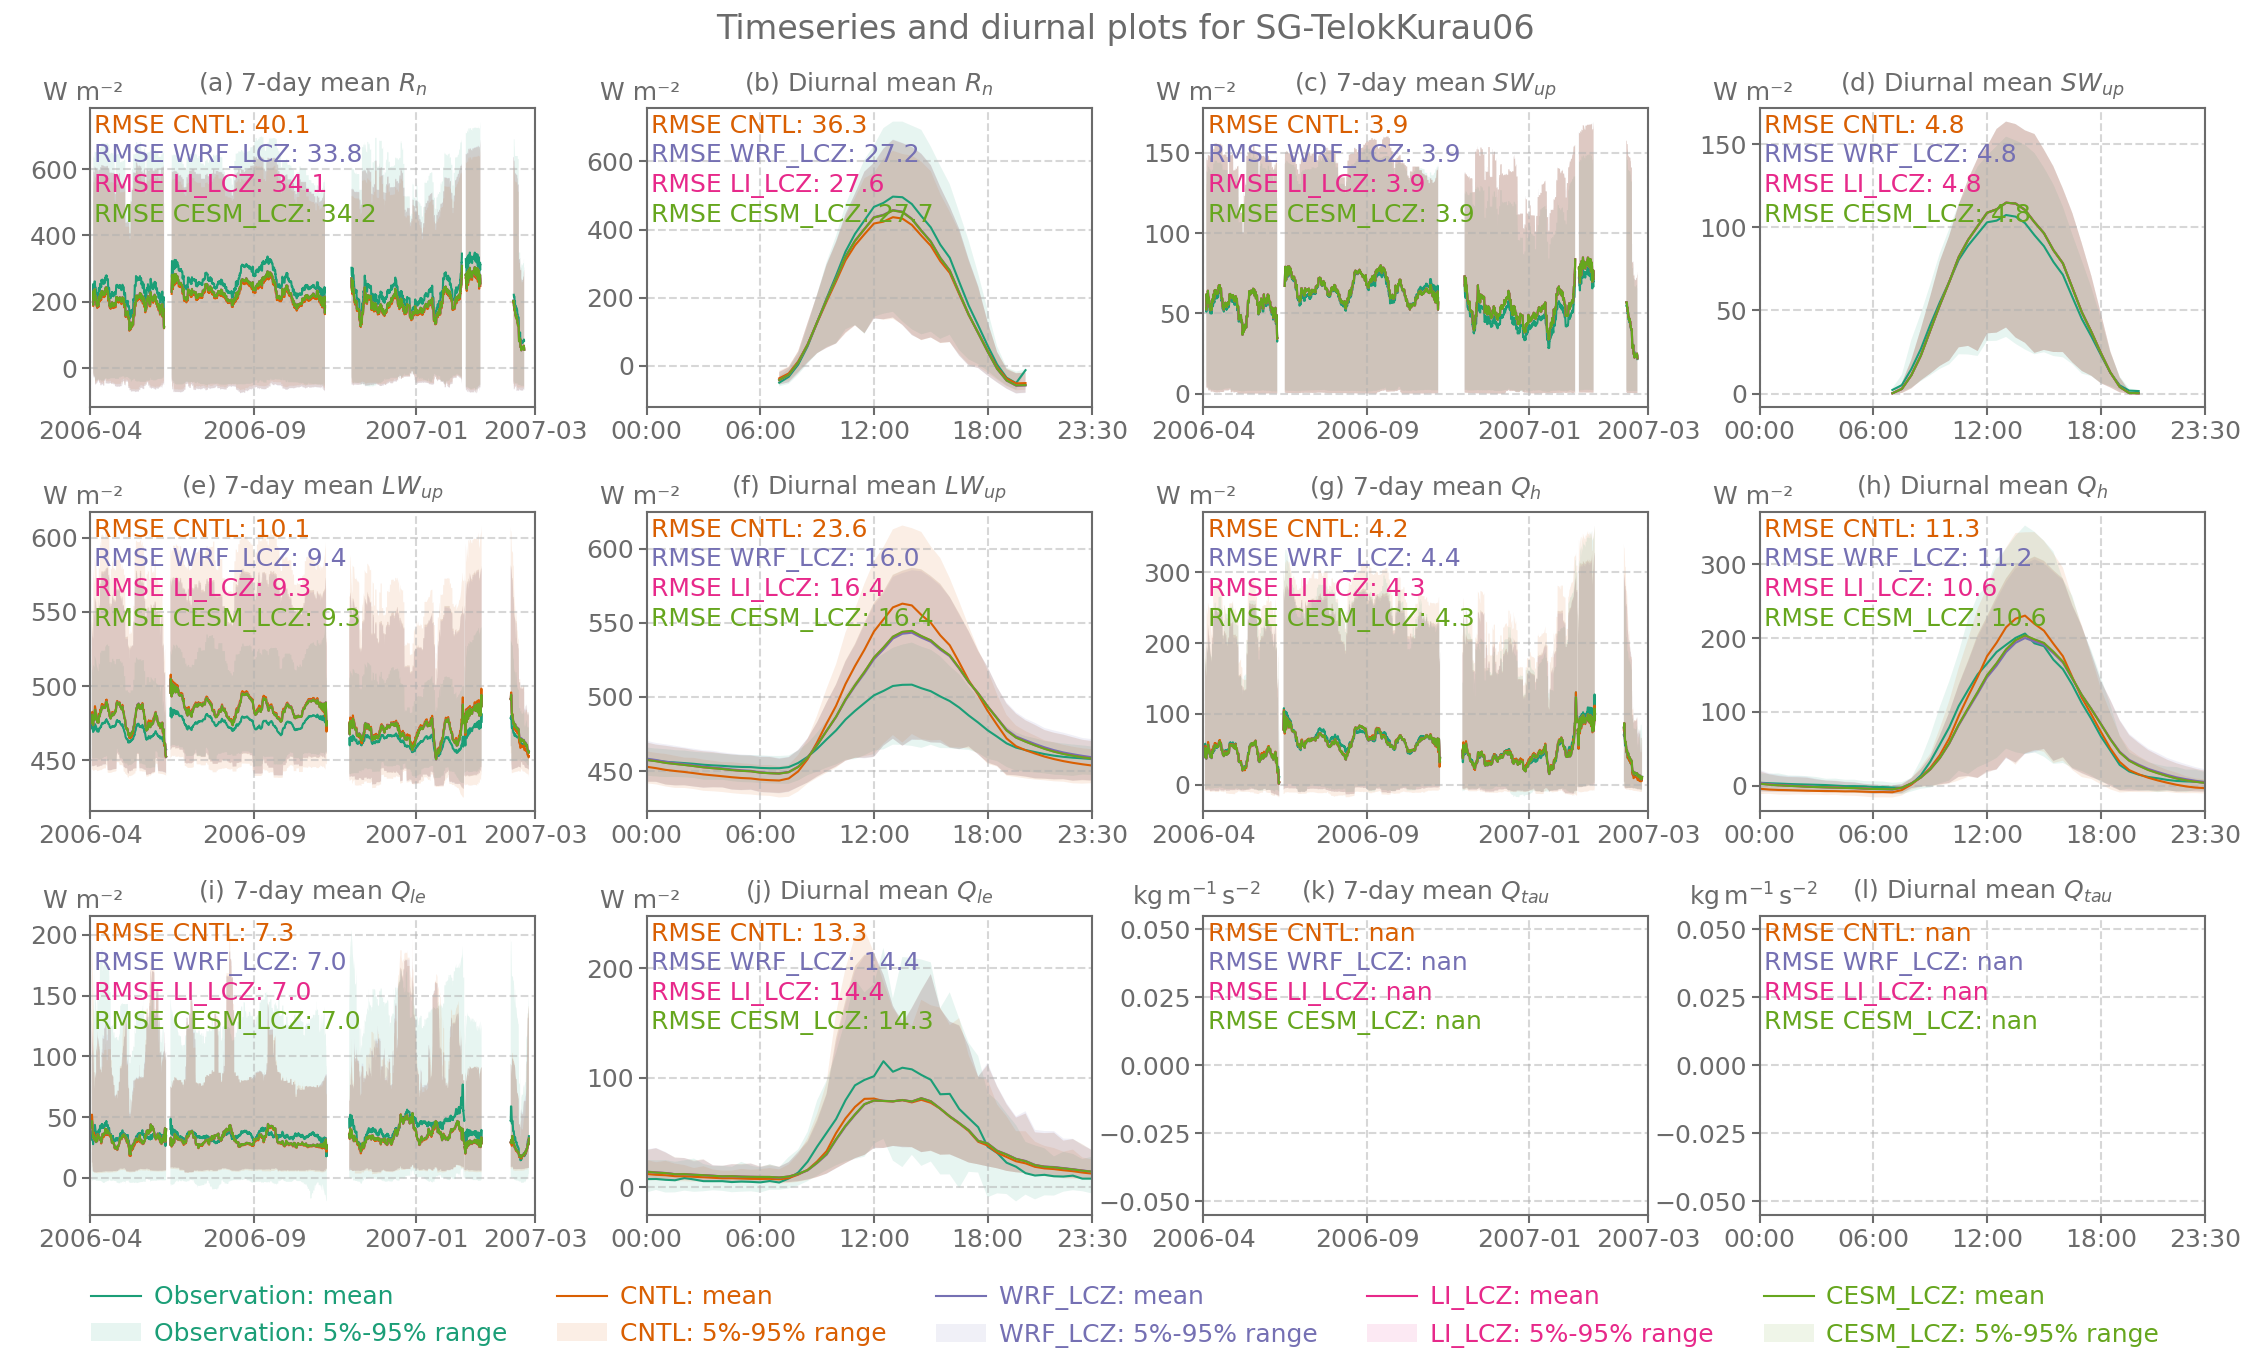 Timeseries and diurnal plots for SG-TelokKurau06
W m⁻² (a) 7-day mean Rₙ
RMSE CNTL: 40.1
RMSE WRF_LCZ: 33.8
RMSE LI_LCZ: 34.1
RMSE CESM_LCZ: 34.2
600
400
200
0
2006-04 2006-09 2007-01 2007-03
W m⁻² (b) Diurnal mean Rₙ
RMSE CNTL: 36.3
RMSE WRF_LCZ: 27.2
RMSE LI_LCZ: 27.6
RMSE CESM_LCZ: 27.7
600
400
200
0
00:00 06:00 12:00 18:00 23:30
W m⁻² (c) 7-day mean SW_up
RMSE CNTL: 3.9
RMSE WRF_LCZ: 3.9
RMSE LI_LCZ: 3.9
RMSE CESM_LCZ: 3.9
150
100
50
0
2006-04 2006-09 2007-01 2007-03
W m⁻² (d) Diurnal mean SW_up
RMSE CNTL: 4.8
RMSE WRF_LCZ: 4.8
RMSE LI_LCZ: 4.8
RMSE CESM_LCZ: 4.8
150
100
50
0
00:00 06:00 12:00 18:00 23:30
W m⁻² (e) 7-day mean LW_up
RMSE CNTL: 10.1
RMSE WRF_LCZ: 9.4
RMSE LI_LCZ: 9.3
RMSE CESM_LCZ: 9.3
600
550
500
450
2006-04 2006-09 2007-01 2007-03
W m⁻² (f) Diurnal mean LW_up
RMSE CNTL: 23.6
RMSE WRF_LCZ: 16.0
RMSE LI_LCZ: 16.4
RMSE CESM_LCZ: 16.4
600
550
500
450
00:00 06:00 12:00 18:00 23:30
W m⁻² (g) 7-day mean Q_h
RMSE CNTL: 4.2
RMSE WRF_LCZ: 4.4
RMSE LI_LCZ: 4.3
RMSE CESM_LCZ: 4.3
300
200
100
0
2006-04 2006-09 2007-01 2007-03
W m⁻² (h) Diurnal mean Q_h
RMSE CNTL: 11.3
RMSE WRF_LCZ: 11.2
RMSE LI_LCZ: 10.6
RMSE CESM_LCZ: 10.6
300
200
100
0
00:00 06:00 12:00 18:00 23:30
W m⁻² (i) 7-day mean Q_le
RMSE CNTL: 7.3
RMSE WRF_LCZ: 7.0
RMSE LI_LCZ: 7.0
RMSE CESM_LCZ: 7.0
200
150
100
50
0
2006-04 2006-09 2007-01 2007-03
W m⁻² (j) Diurnal mean Q_le
RMSE CNTL: 13.3
RMSE WRF_LCZ: 14.4
RMSE LI_LCZ: 14.4
RMSE CESM_LCZ: 14.3
200
100
0
00:00 06:00 12:00 18:00 23:30
kg m⁻¹ s⁻² (k) 7-day mean Q_tau
RMSE CNTL: nan
RMSE WRF_LCZ: nan
RMSE LI_LCZ: nan
RMSE CESM_LCZ: nan
0.050
0.025
0.000
−0.025
−0.050
2006-04 2006-09 2007-01 2007-03
kg m⁻¹ s⁻² (l) Diurnal mean Q_tau
RMSE CNTL: nan
RMSE WRF_LCZ: nan
RMSE LI_LCZ: nan
RMSE CESM_LCZ: nan
0.050
0.025
0.000
−0.025
−0.050
00:00 06:00 12:00 18:00 23:30
Observation: mean CNTL: mean WRF_LCZ: mean LI_LCZ: mean CESM_LCZ: mean
Observation: 5%-95% range CNTL: 5%-95% range WRF_LCZ: 5%-95% range LI_LCZ: 5%-95% range CESM_LCZ: 5%-95% range